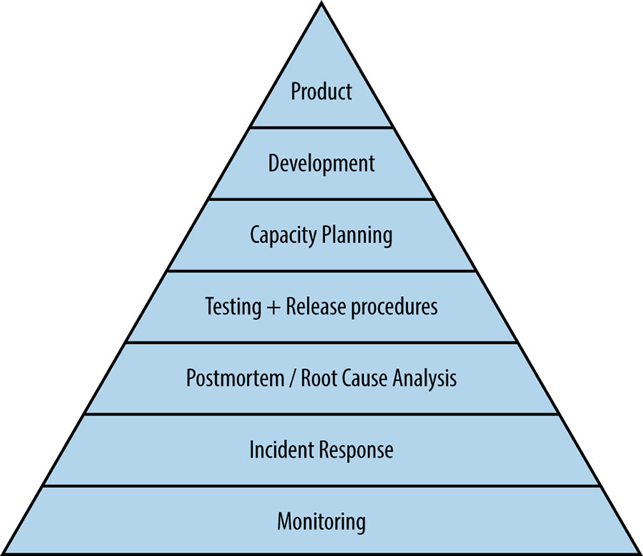 Product
Development
Capacity Planning
Testing + Release procedures
Postmortem / Root Cause Analysis
Incident Response
Monitoring